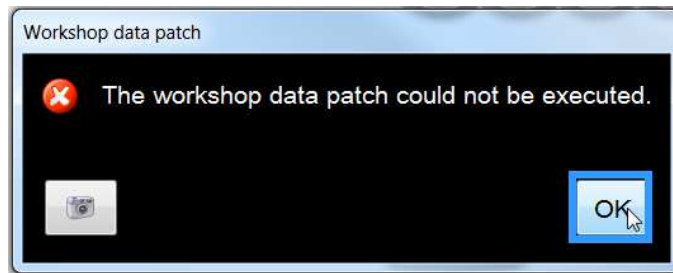 Workshop data patch
The workshop data patch could not be executed.
OK